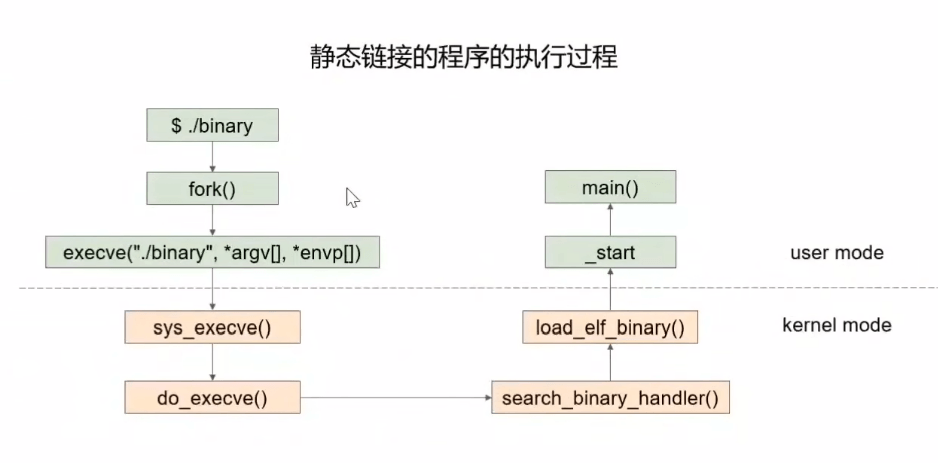 静态链接的程序的执行过程
$ ./binary
fork()
execve("./binary", *argv[], *envp[])
sys_execve()
do_execve()
search_binary_handler()
load_elf_binary()
_start
main()
user mode
kernel mode